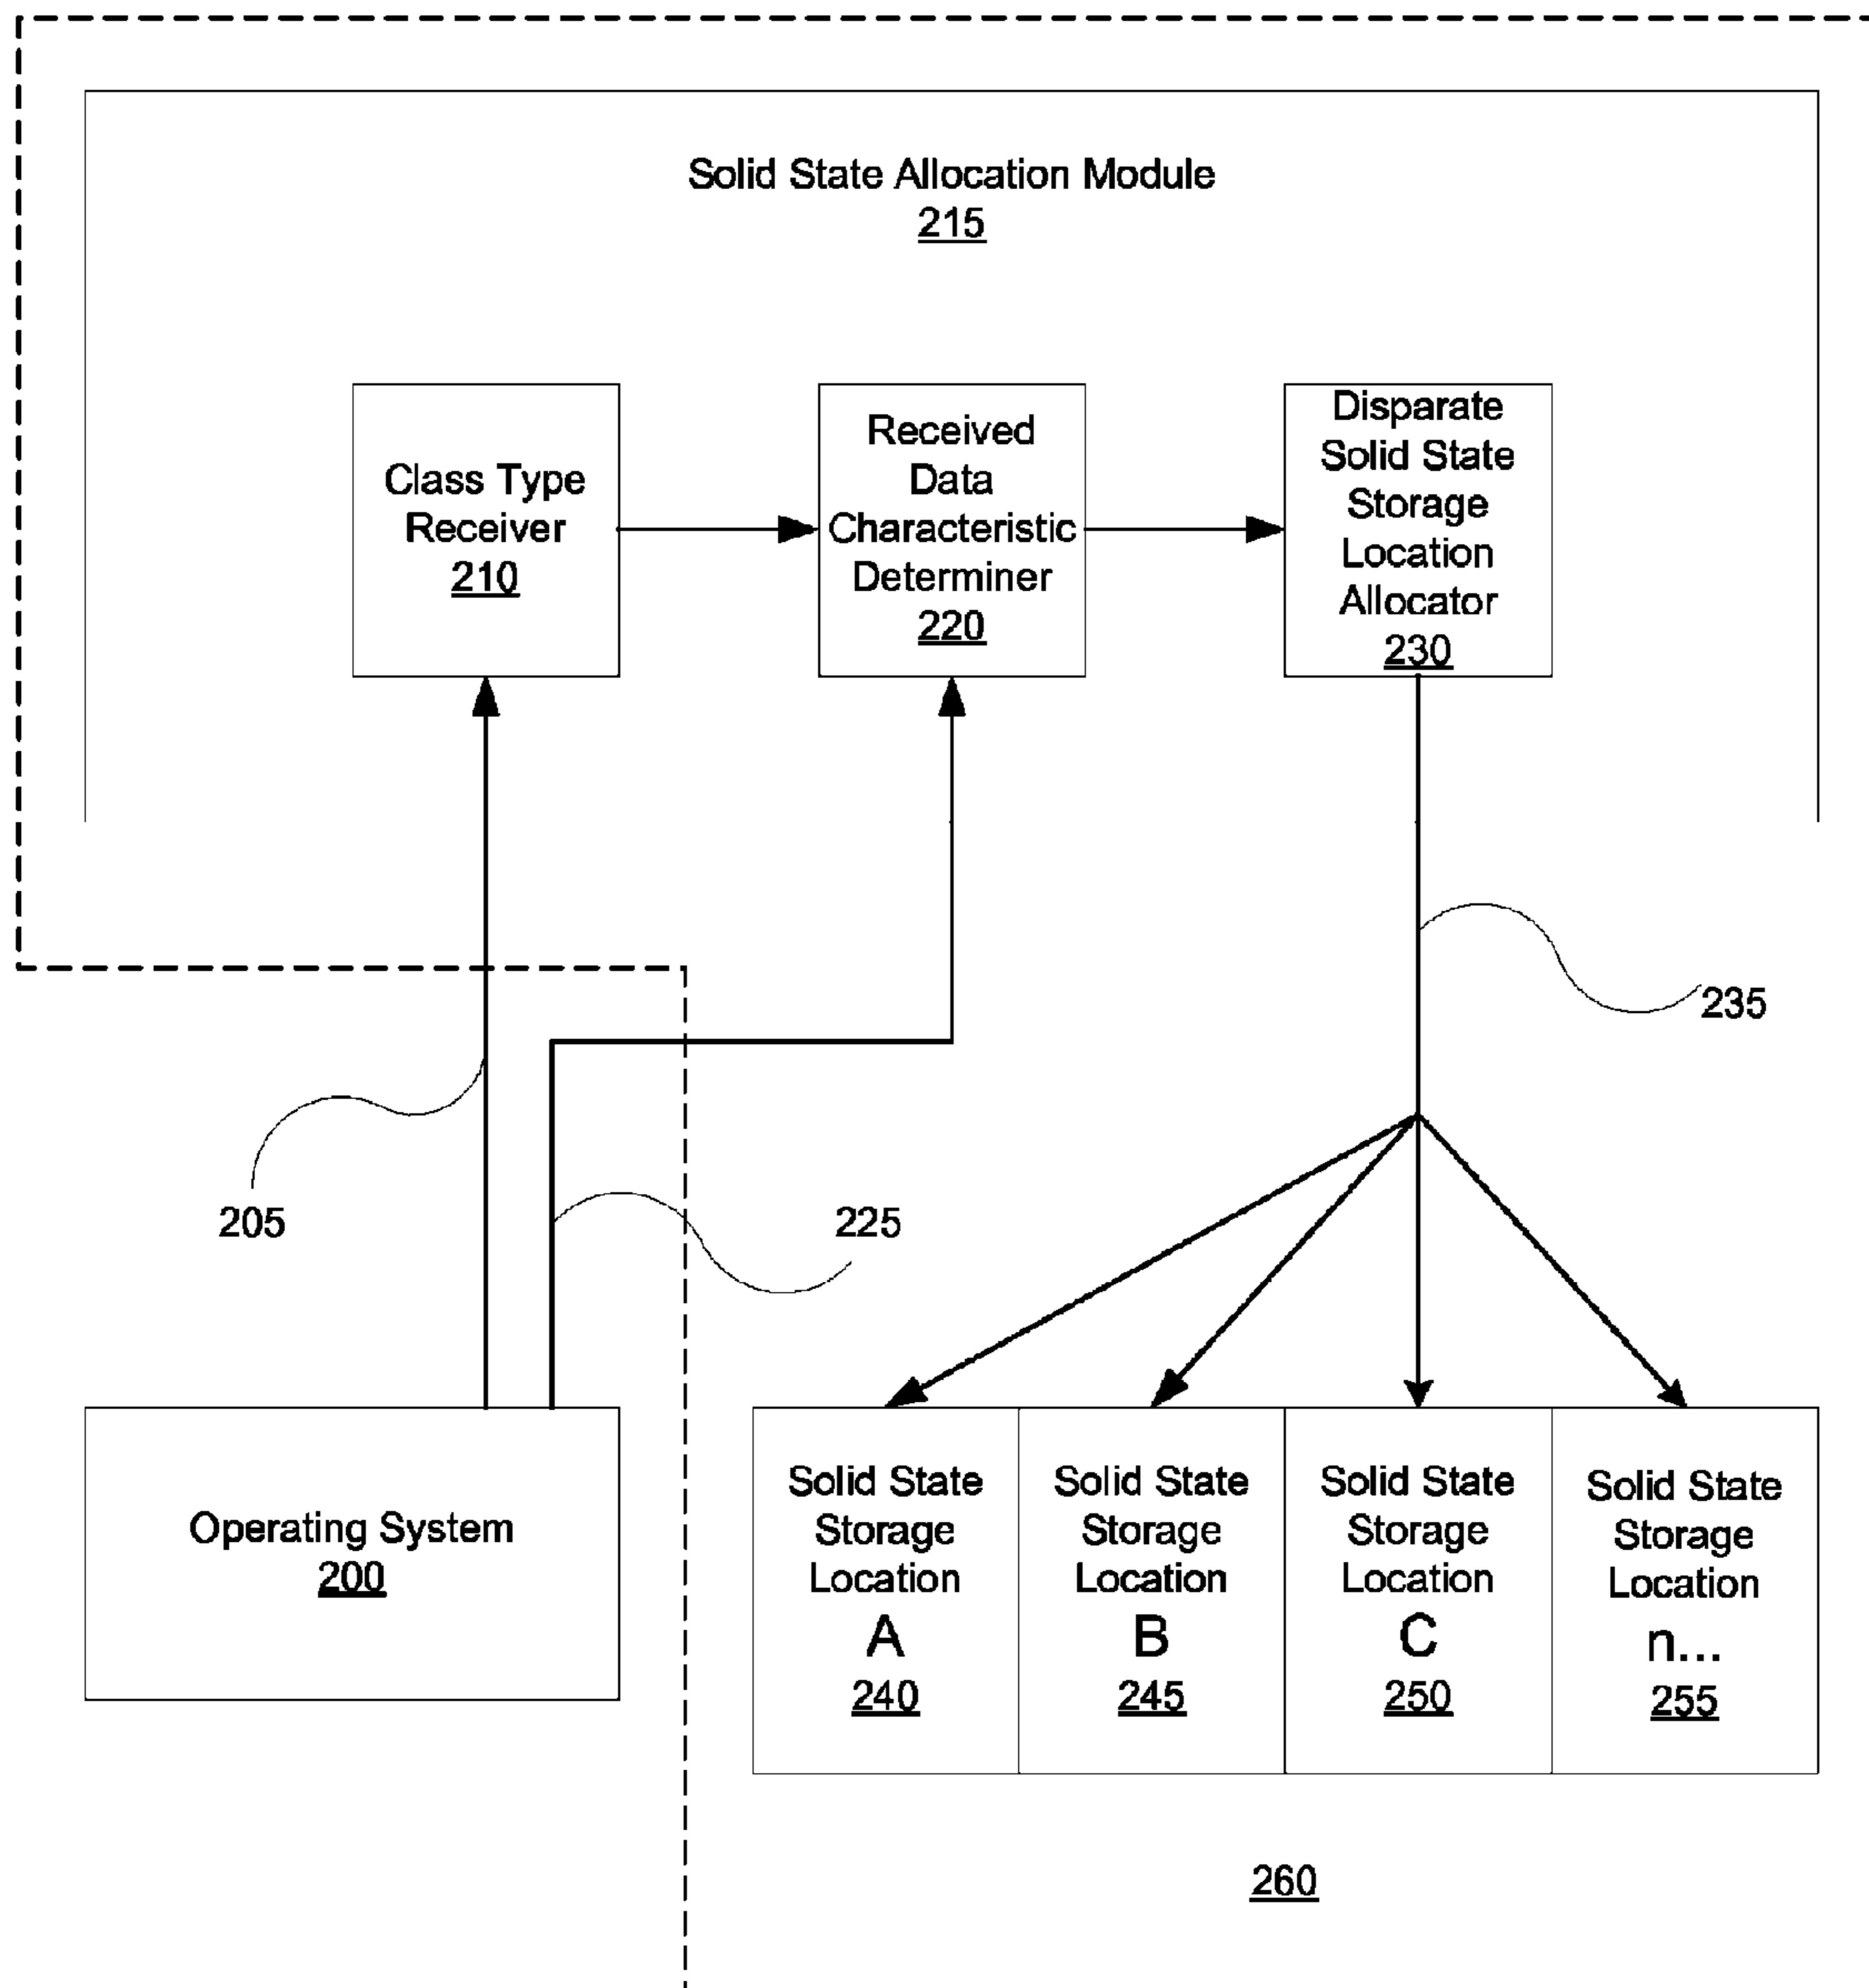 Solid State Allocation Module
215
Class Type
Receiver
210
Received
Data
Characteristic
Determiner
220
Disparate
Solid State
Storage
Location
Allocator
230
235
205
225
Operating System
200
Solid State
Storage
Location
A
240
Solid State
Storage
Location
B
245
Solid State
Storage
Location
C
250
Solid State
Storage
Location
n...
255
260